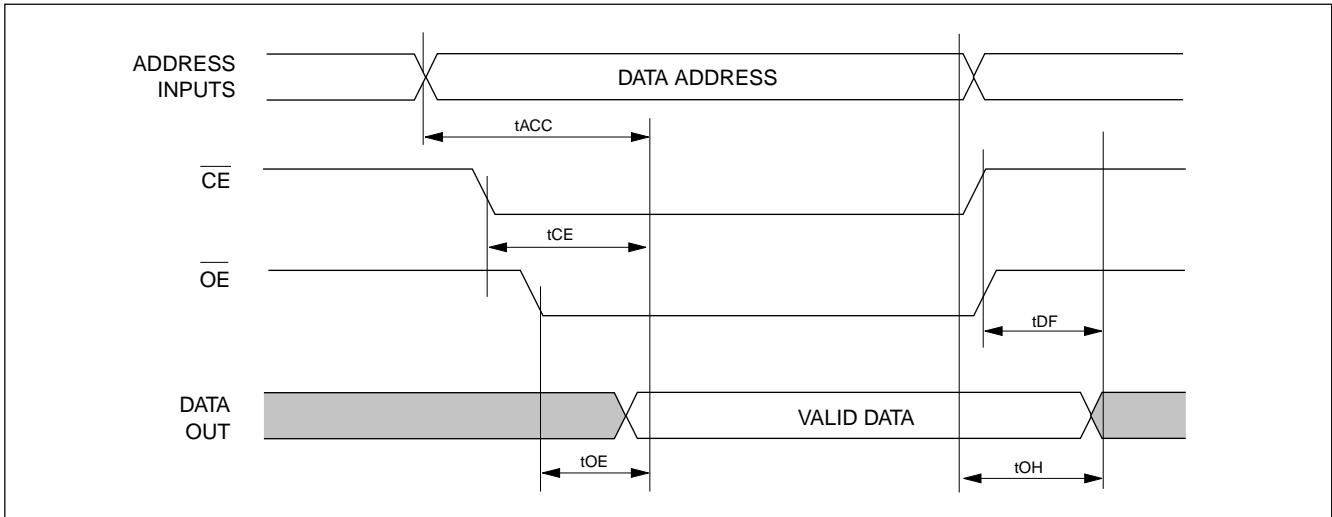 ADDRESS
INPUTS
DATA ADDRESS
tACC
CE
tCE
OE
tDF
DATA
OUT
VALID DATA
tOE
tOH